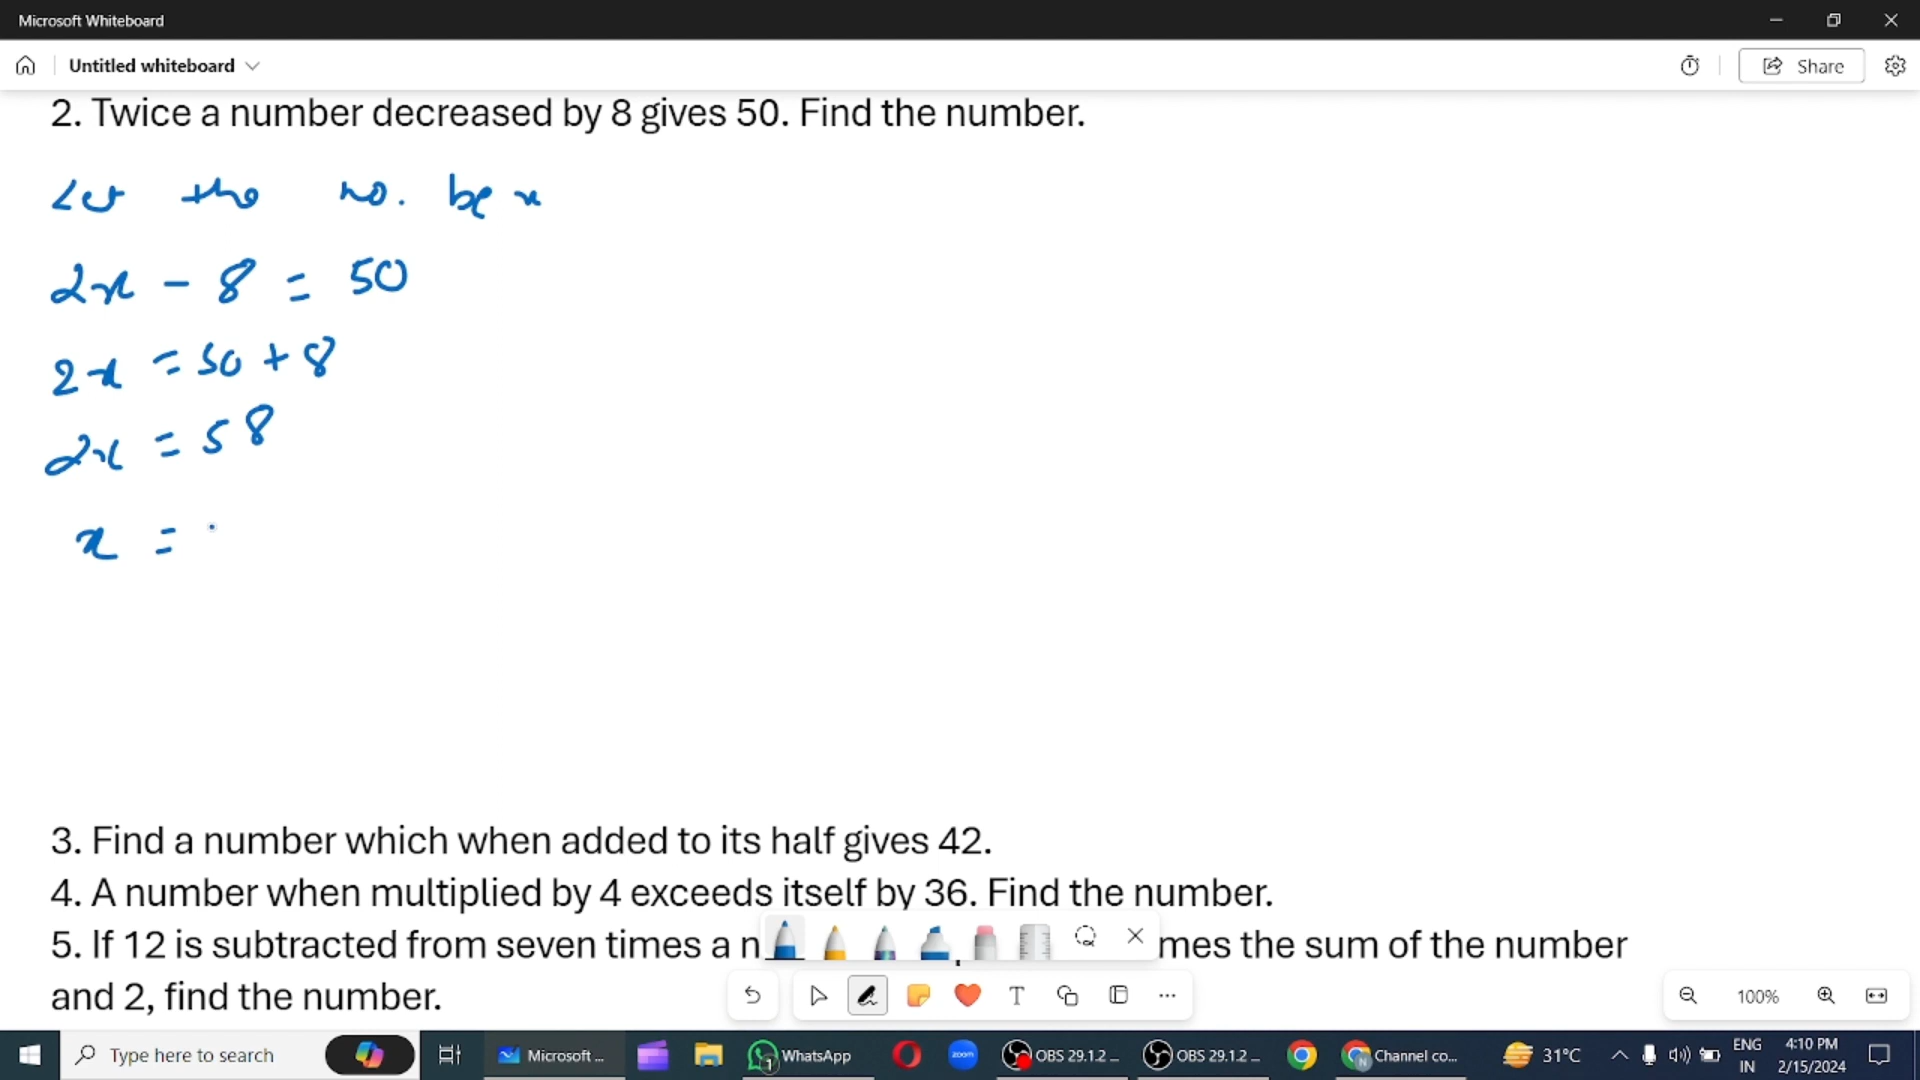 Microsoft Whiteboard
Untitled whiteboard
Share
2. Twice a number decreased by 8 gives 50. Find the number.
Let the no. be x
2x - 8 = 50
2x = 50 + 8
2x = 58
x =
3. Find a number which when added to its half gives 42.
4. A number when multiplied by 4 exceeds itself by 36. Find the number.
5. If 12 is subtracted from seven times a n mes the sum of the number
and 2, find the number.
100%
Type here to search
Microsoft ...
WhatsApp
zoom
OBS 29.1.2 ...
OBS 29.1.2 ...
Channel co...
31°C
ENG
IN
4:10 PM
2/15/2024